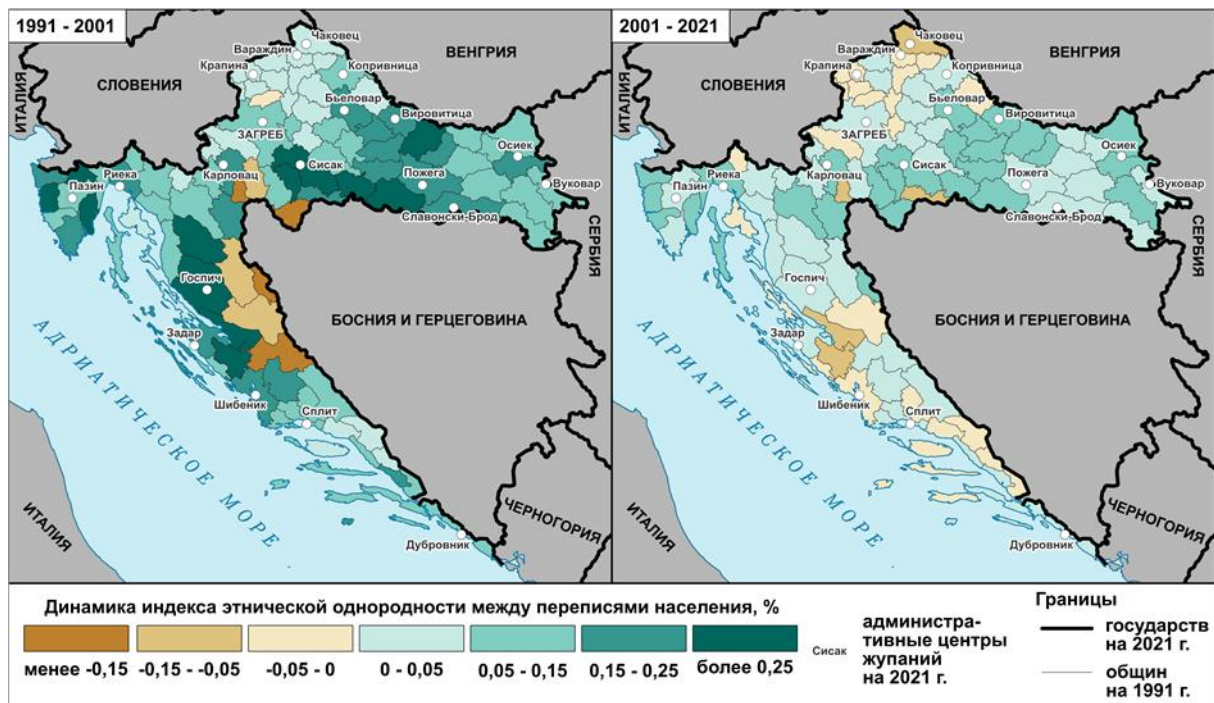 1991 - 2001
ИТАЛИЯ
СЛОВЕНИЯ
ВЕНГРИЯ
Чаковец
Вараждин
Крапина
Копривница
Бьеловар
Вировитица
ЗАГРЕБ
Осиек
Сисак
Риека
Карловац
Пазин
Пожега
Вуковар
Славонски-Брод
СЕРБИЯ
Госпич
БОСНИЯ И ГЕРЦЕГОВИНА
Задар
АДРИАТИЧЕСКОЕ МОРЕ
Шибеник
Сплит
ИТАЛИЯ
ЧЕРНОГОРИЯ
Дубровник
2001 - 2021
ИТАЛИЯ
СЛОВЕНИЯ
ВЕНГРИЯ
Чаковец
Вараждин
Крапина
Копривница
Бьеловар
Вировитица
ЗАГРЕБ
Осиек
Сисак
Риека
Карловац
Пазин
Пожега
Вуковар
Славонски-Брод
СЕРБИЯ
Госпич
БОСНИЯ И ГЕРЦЕГОВИНА
Задар
АДРИАТИЧЕСКОЕ МОРЕ
Шибеник
Сплит
ИТАЛИЯ
ЧЕРНОГОРИЯ
Дубровник
Динамика индекса этнической однородности между переписями населения, %
менее -0,15
-0,15 - -0,05
-0,05 - 0
0 - 0,05
0,05 - 0,15
0,15 - 0,25
более 0,25
Сисак
администра-
тивные центры
жупаний
на 2021 г.
Границы
государств
на 2021 г.
общин
на 1991 г.